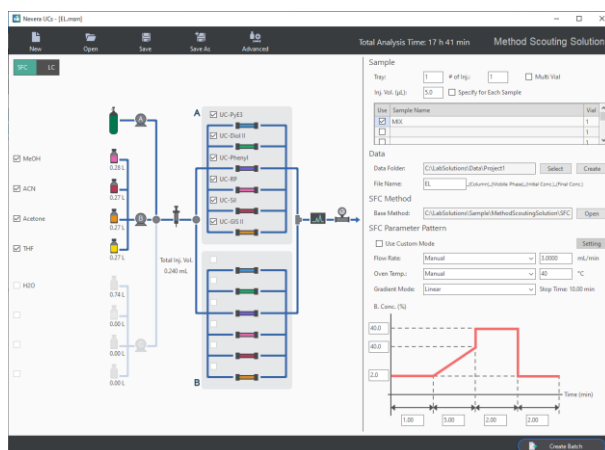 Nexera UCs - [EL.msm]
New Open Save Save As Advanced
Total Analysis Time: 17 h 41 min Method Scouting Solution
SFC LC
A
MeOH
0.28 L
ACN
0.27 L
Acetone
0.27 L
THF
0.27 L
H2O
0.74 L
0.00 L
0.00 L
0.00 L
A
B
C
Total Inj. Vol.
0.240 mL
A
UC-PyE3
UC-Diol II
UC-Phenyl
UC-RP
UC-Sil
UC-GIS II
B
Sample
Tray: 1 # of Inj.: 1 Multi Vial
Inj. Vol. (µL): 5.0 Specify for Each Sample
Use Sample Name Vial
MIX 1
1
1
Data
Data Folder: C:\LabSolutions\Data\Project1 Select Create
File Name: EL _(Column)_(Mobile Phase)_(Initial Conc.)_(Final Conc.)
SFC Method
Base Method: C:\LabSolutions\Sample\MethodScoutingSolution\SFC Open
SFC Parameter Pattern
Use Custom Mode Setting
Flow Rate: Manual 3.0000 mL/min
Oven Temp.: Manual 40 °C
Gradient Mode: Linear Stop Time: 10.00 min
B. Conc. (%)
40.0
40.0
2.0
Time (min)
1.00 5.00 2.00 2.00
Create Batch